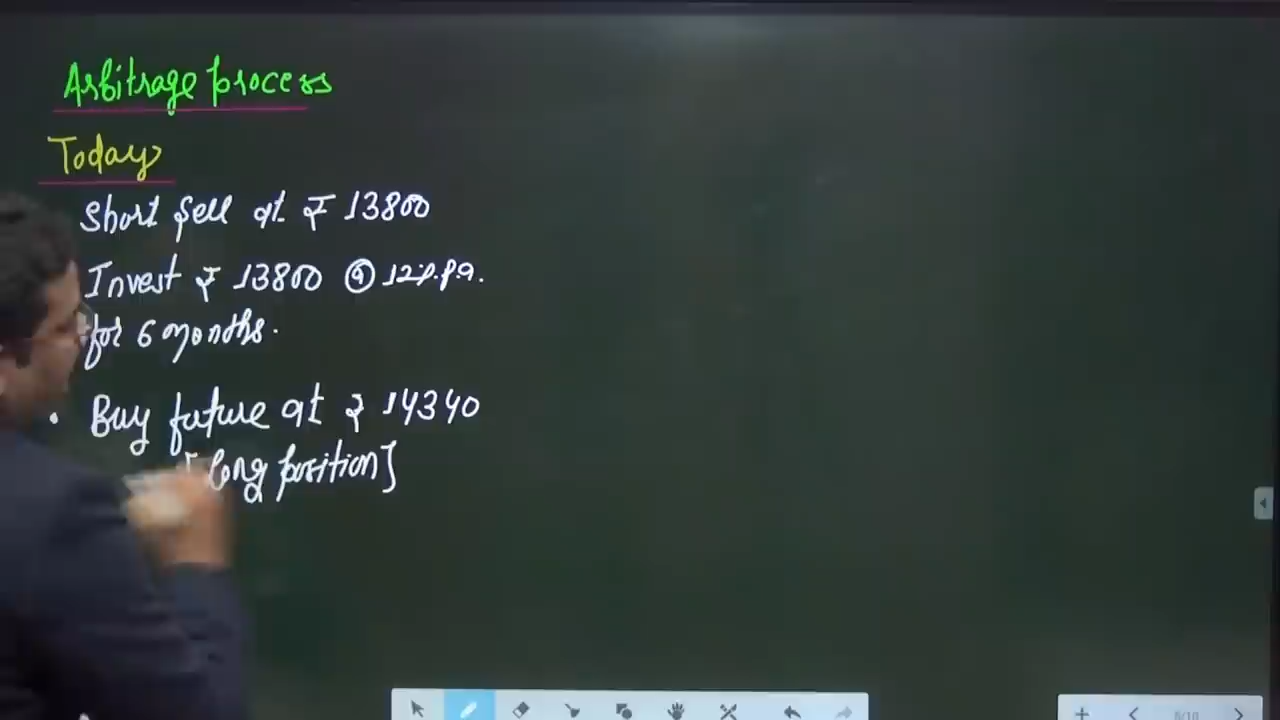 Arbitrage process
Today
Short sell at ₹ 13800
Invest ₹ 13800 @ 12% p.a.
for 6 months.
• Buy future at ₹ 14340
[long position]